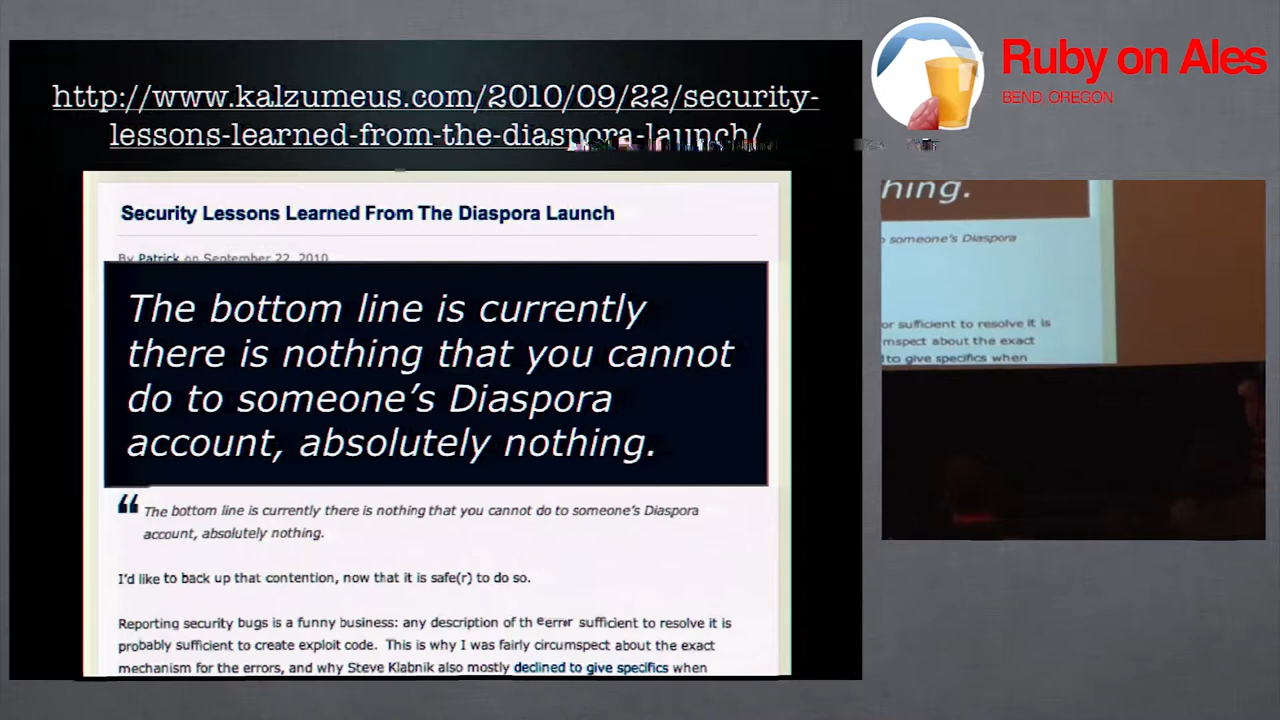 http://www.kalzumeus.com/2010/09/22/security-
lessons-learned-from-the-diaspora-launch/
Security Lessons Learned From The Diaspora Launch
By Patrick on September 22, 2010
The bottom line is currently
there is nothing that you cannot
do to someone's Diaspora
account, absolutely nothing.
“ The bottom line is currently there is nothing that you cannot do to someone's Diaspora
account, absolutely nothing.
I'd like to back up that contention, now that it is safe(r) to do so.
Reporting security bugs is a funny business: any description of th eerrr sufficient to resolve it is
probably sufficient to create exploit code. This is why I was fairly circumspect about the exact
mechanism for the errors, and why Steve Klabnik also mostly declined to give specifics when
Ruby on Ales
BEND, OREGON
hing.
someone's Diaspora
or sufficient to resolve it is
mspect about the exact
to give specifics when